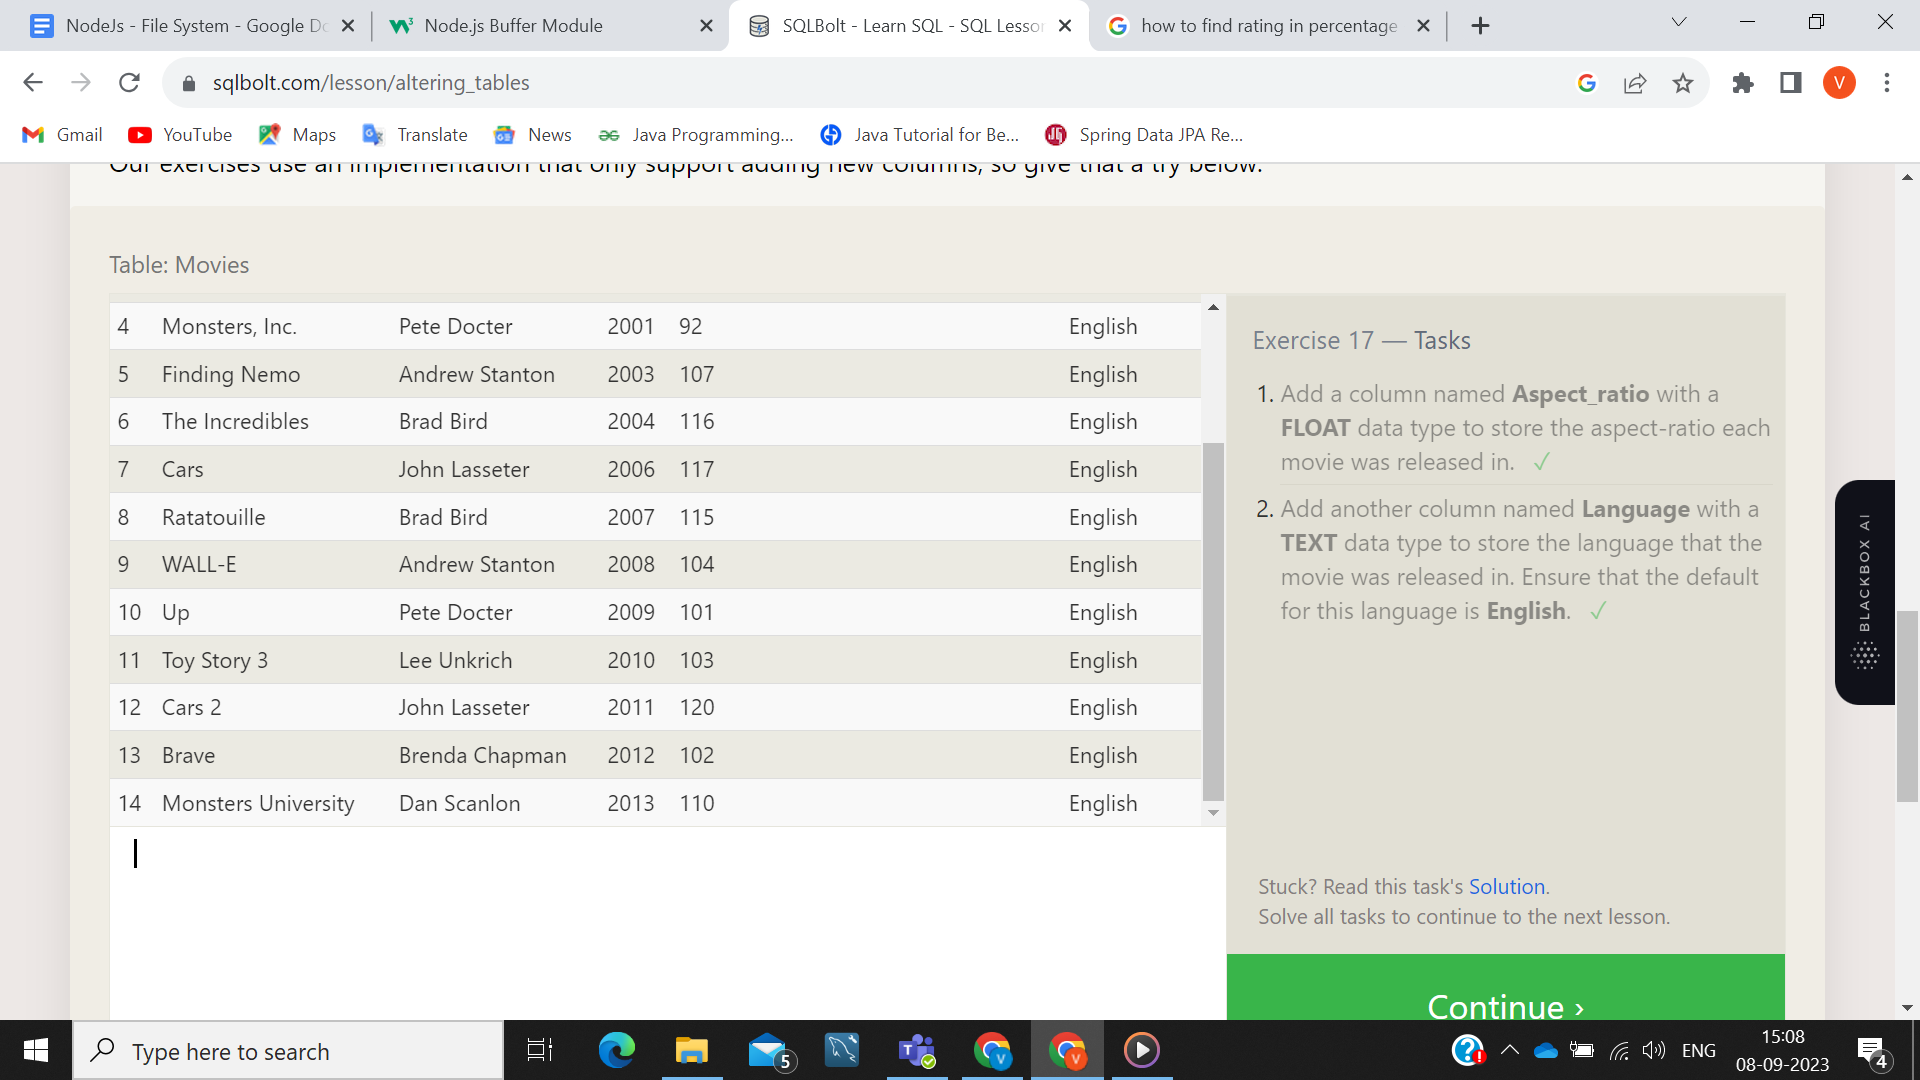 NodeJs - File System - Google Do
Node.js Buffer Module
SQLBolt - Learn SQL - SQL Lesson
how to find rating in percentage
sqlbolt.com/lesson/altering_tables
V
Gmail
YouTube
Maps
Translate
News
Java Programming...
Java Tutorial for Be...
Spring Data JPA Re...
Our exercises use an implementation that only support adding new columns, so give that a try below.
Table: Movies
4 Monsters, Inc. Pete Docter 2001 92 English
5 Finding Nemo Andrew Stanton 2003 107 English
6 The Incredibles Brad Bird 2004 116 English
7 Cars John Lasseter 2006 117 English
8 Ratatouille Brad Bird 2007 115 English
9 WALL-E Andrew Stanton 2008 104 English
10 Up Pete Docter 2009 101 English
11 Toy Story 3 Lee Unkrich 2010 103 English
12 Cars 2 John Lasseter 2011 120 English
13 Brave Brenda Chapman 2012 102 English
14 Monsters University Dan Scanlon 2013 110 English
Exercise 17 — Tasks
1. Add a column named Aspect_ratio with a
FLOAT data type to store the aspect-ratio each
movie was released in. ✓
2. Add another column named Language with a
TEXT data type to store the language that the
movie was released in. Ensure that the default
for this language is English. ✓
Stuck? Read this task's Solution.
Solve all tasks to continue to the next lesson.
Continue ›
BLACKBOX AI
Type here to search
5
V
V
ENG
15:08
08-09-2023
4